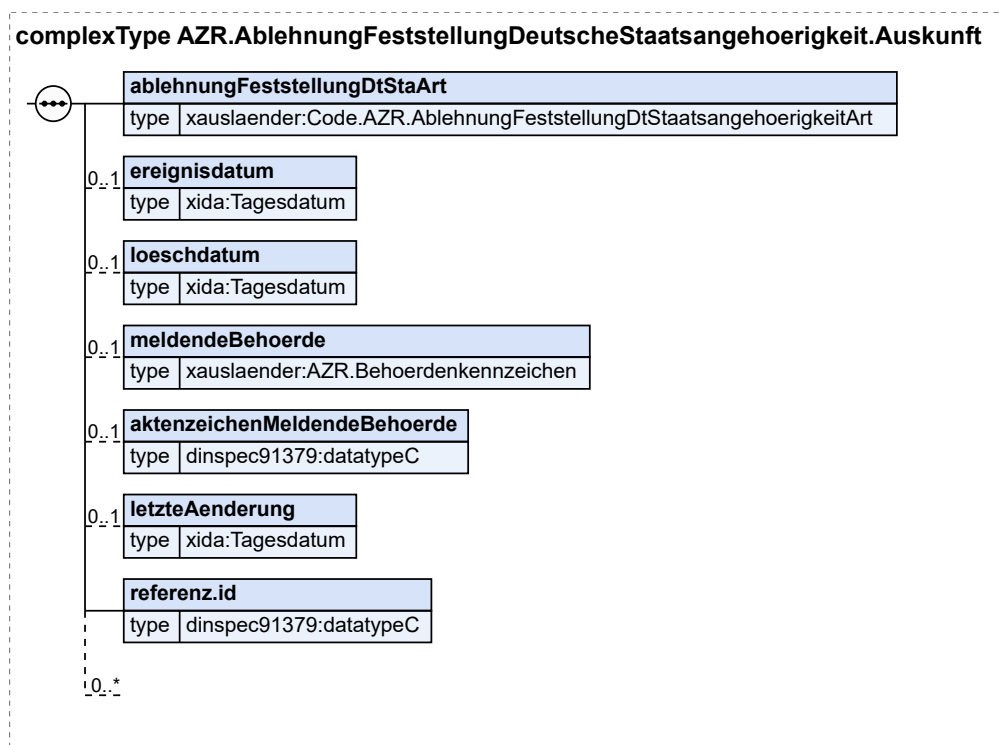 complexType AZR.AblehnungFeststellungDeutscheStaatsangehoerigkeit.Auskunft
ablehnungFeststellungDtStaArt
type xauslaender:Code.AZR.AblehnungFeststellungDtStaatsangehoerigkeitArt
0..1 ereignisdatum
type xida:Tagesdatum
0..1 loeschdatum
type xida:Tagesdatum
0..1 meldendeBehoerde
type xauslaender:AZR.Behoerdenkennzeichen
0..1 aktenzeichenMeldendeBehoerde
type dinspec91379:datatypeC
0..1 letzteAenderung
type xida:Tagesdatum
referenz.id
type dinspec91379:datatypeC
0..*